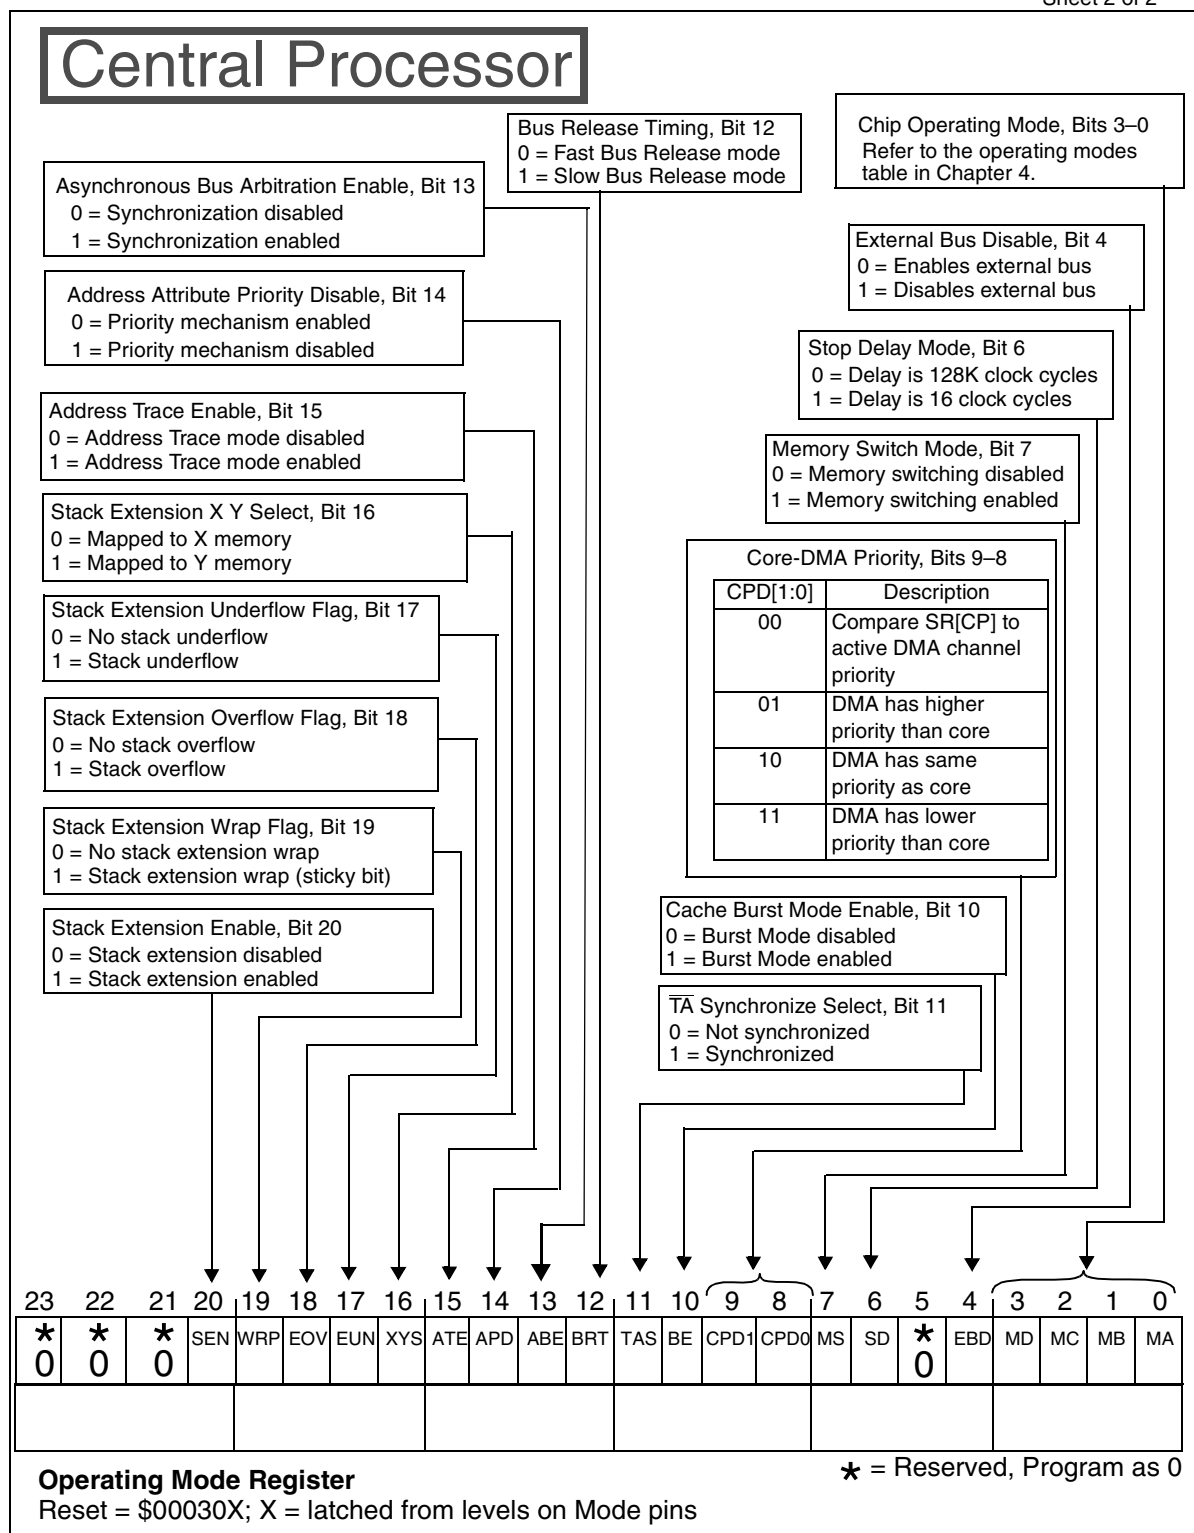 Sheet 2 of 2
Central Processor
Bus Release Timing, Bit 12
0 = Fast Bus Release mode
1 = Slow Bus Release mode
Chip Operating Mode, Bits 3–0
Refer to the operating modes
table in Chapter 4.
Asynchronous Bus Arbitration Enable, Bit 13
0 = Synchronization disabled
1 = Synchronization enabled
External Bus Disable, Bit 4
0 = Enables external bus
1 = Disables external bus
Address Attribute Priority Disable, Bit 14
0 = Priority mechanism enabled
1 = Priority mechanism disabled
Stop Delay Mode, Bit 6
0 = Delay is 128K clock cycles
1 = Delay is 16 clock cycles
Address Trace Enable, Bit 15
0 = Address Trace mode disabled
1 = Address Trace mode enabled
Memory Switch Mode, Bit 7
0 = Memory switching disabled
1 = Memory switching enabled
Stack Extension X Y Select, Bit 16
0 = Mapped to X memory
1 = Mapped to Y memory
Core-DMA Priority, Bits 9–8
CPD[1:0] Description
00 Compare SR[CP] to
active DMA channel
priority
01 DMA has higher
priority than core
10 DMA has same
priority as core
11 DMA has lower
priority than core
Stack Extension Underflow Flag, Bit 17
0 = No stack underflow
1 = Stack underflow
Stack Extension Overflow Flag, Bit 18
0 = No stack overflow
1 = Stack overflow
Stack Extension Wrap Flag, Bit 19
0 = No stack extension wrap
1 = Stack extension wrap (sticky bit)
Stack Extension Enable, Bit 20
0 = Stack extension disabled
1 = Stack extension enabled
Cache Burst Mode Enable, Bit 10
0 = Burst Mode disabled
1 = Burst Mode enabled
T̅A̅ Synchronize Select, Bit 11
0 = Not synchronized
1 = Synchronized
23 22 21 20 19 18 17 16 15 14 13 12 11 10 9 8 7 6 5 4 3 2 1 0
* * * SEN WRP EOV EUN XYS ATE APD ABE BRT TAS BE CPD1 CPD0 MS SD * EBD MD MC MB MA
0 0 0 0
Operating Mode Register
* = Reserved, Program as 0
Reset = $00030X; X = latched from levels on Mode pins